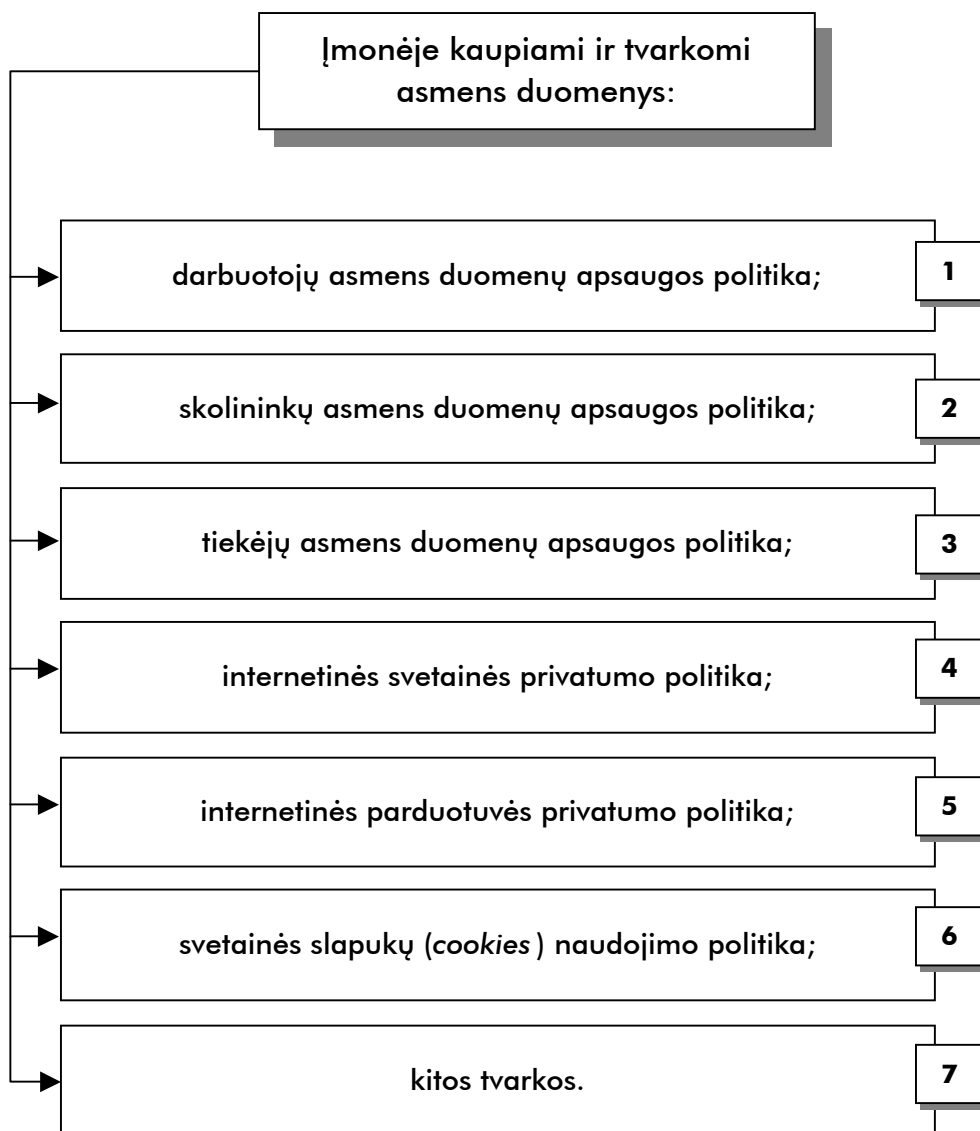 Įmonėje kaupiami ir tvarkomi
asmens duomenys:
darbuotojų asmens duomenų apsaugos politika;
1
skolininkų asmens duomenų apsaugos politika;
2
tiekėjų asmens duomenų apsaugos politika;
3
internetinės svetainės privatumo politika;
4
internetinės parduotuvės privatumo politika;
5
svetainės slapukų (cookies ) naudojimo politika;
6
kitos tvarkos.
7